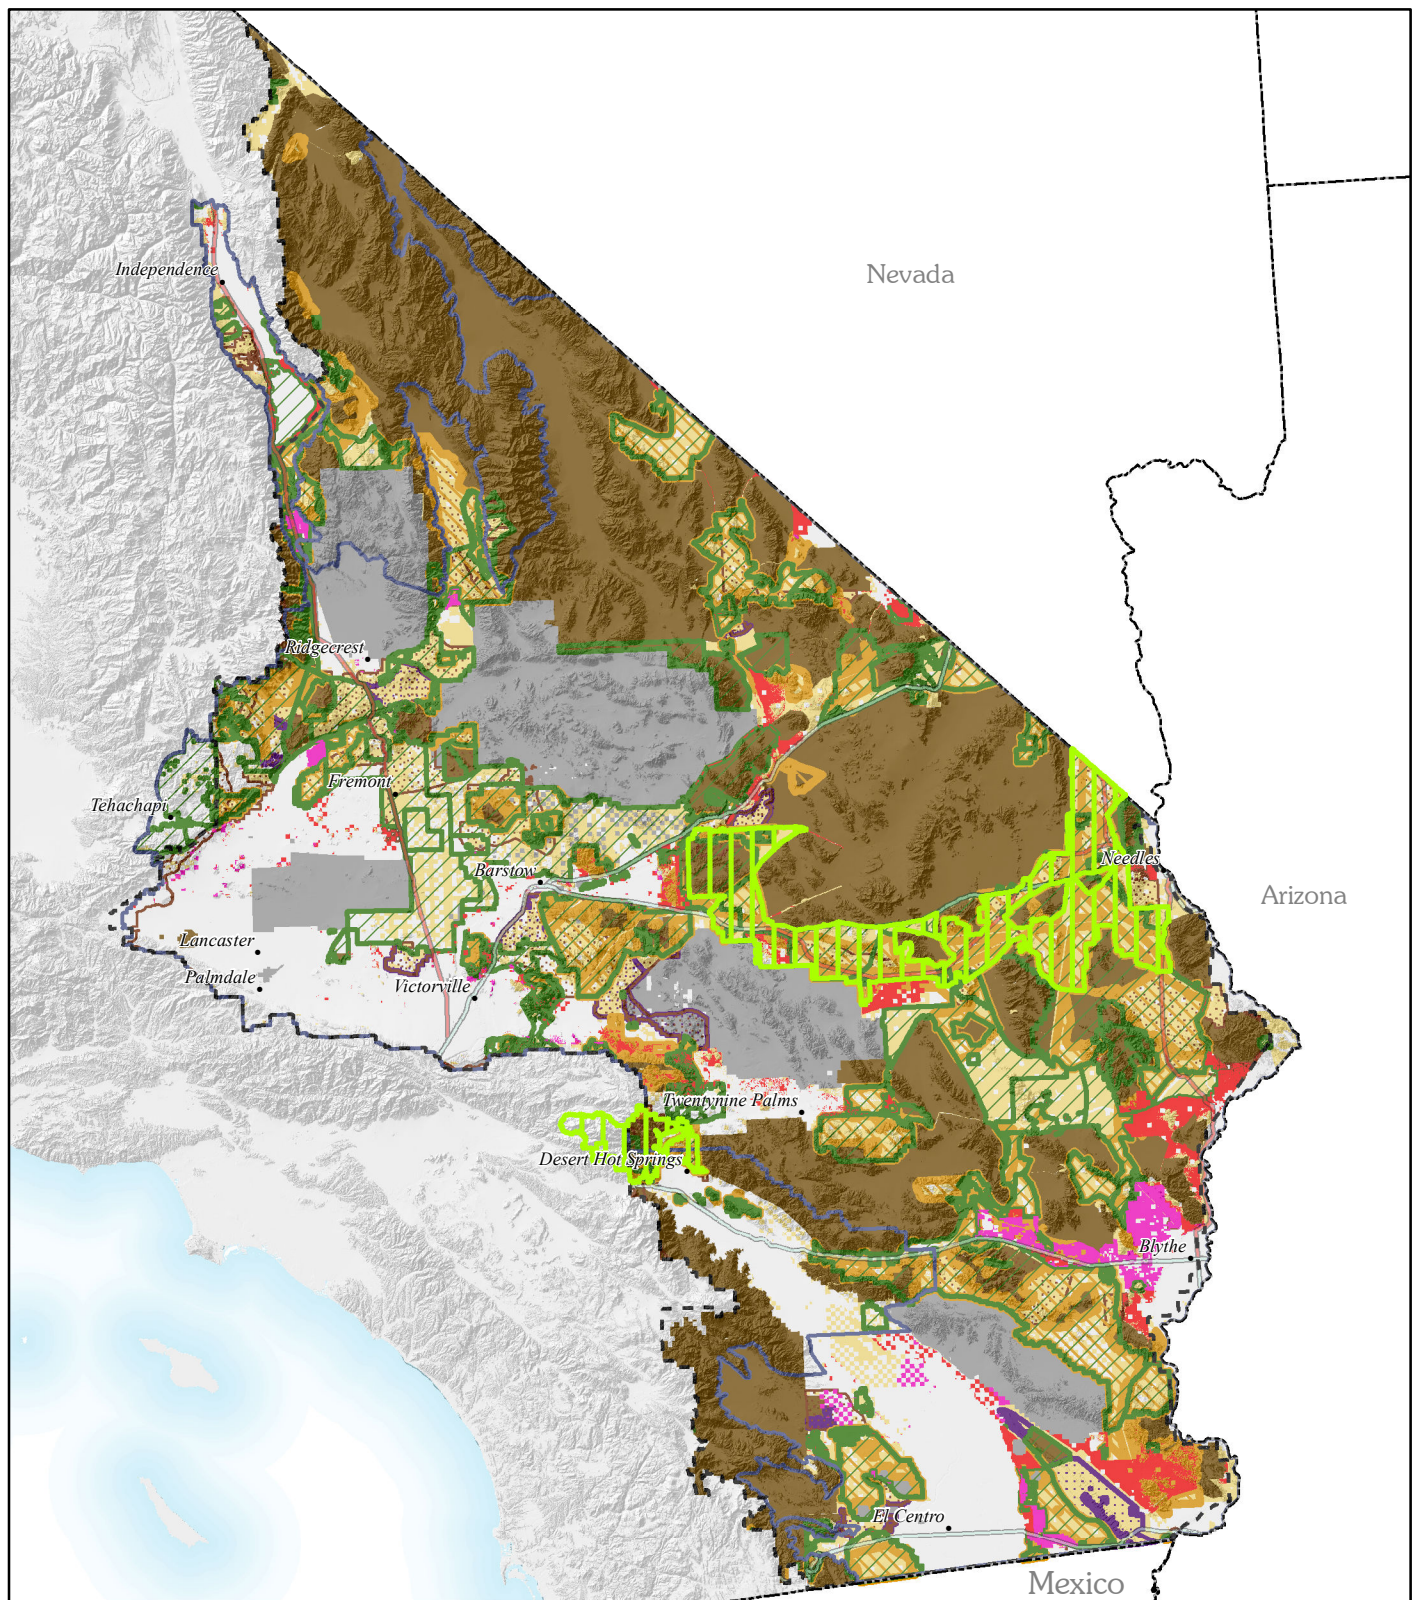 Nevada
Independence
Ridgecrest
Fremont
Tehachapi
Needles
Barstow
Arizona
Lancaster
Palmdale
Victorville
Twentynine Palms
Desert Hot Springs
Blythe
El Centro
Mexico